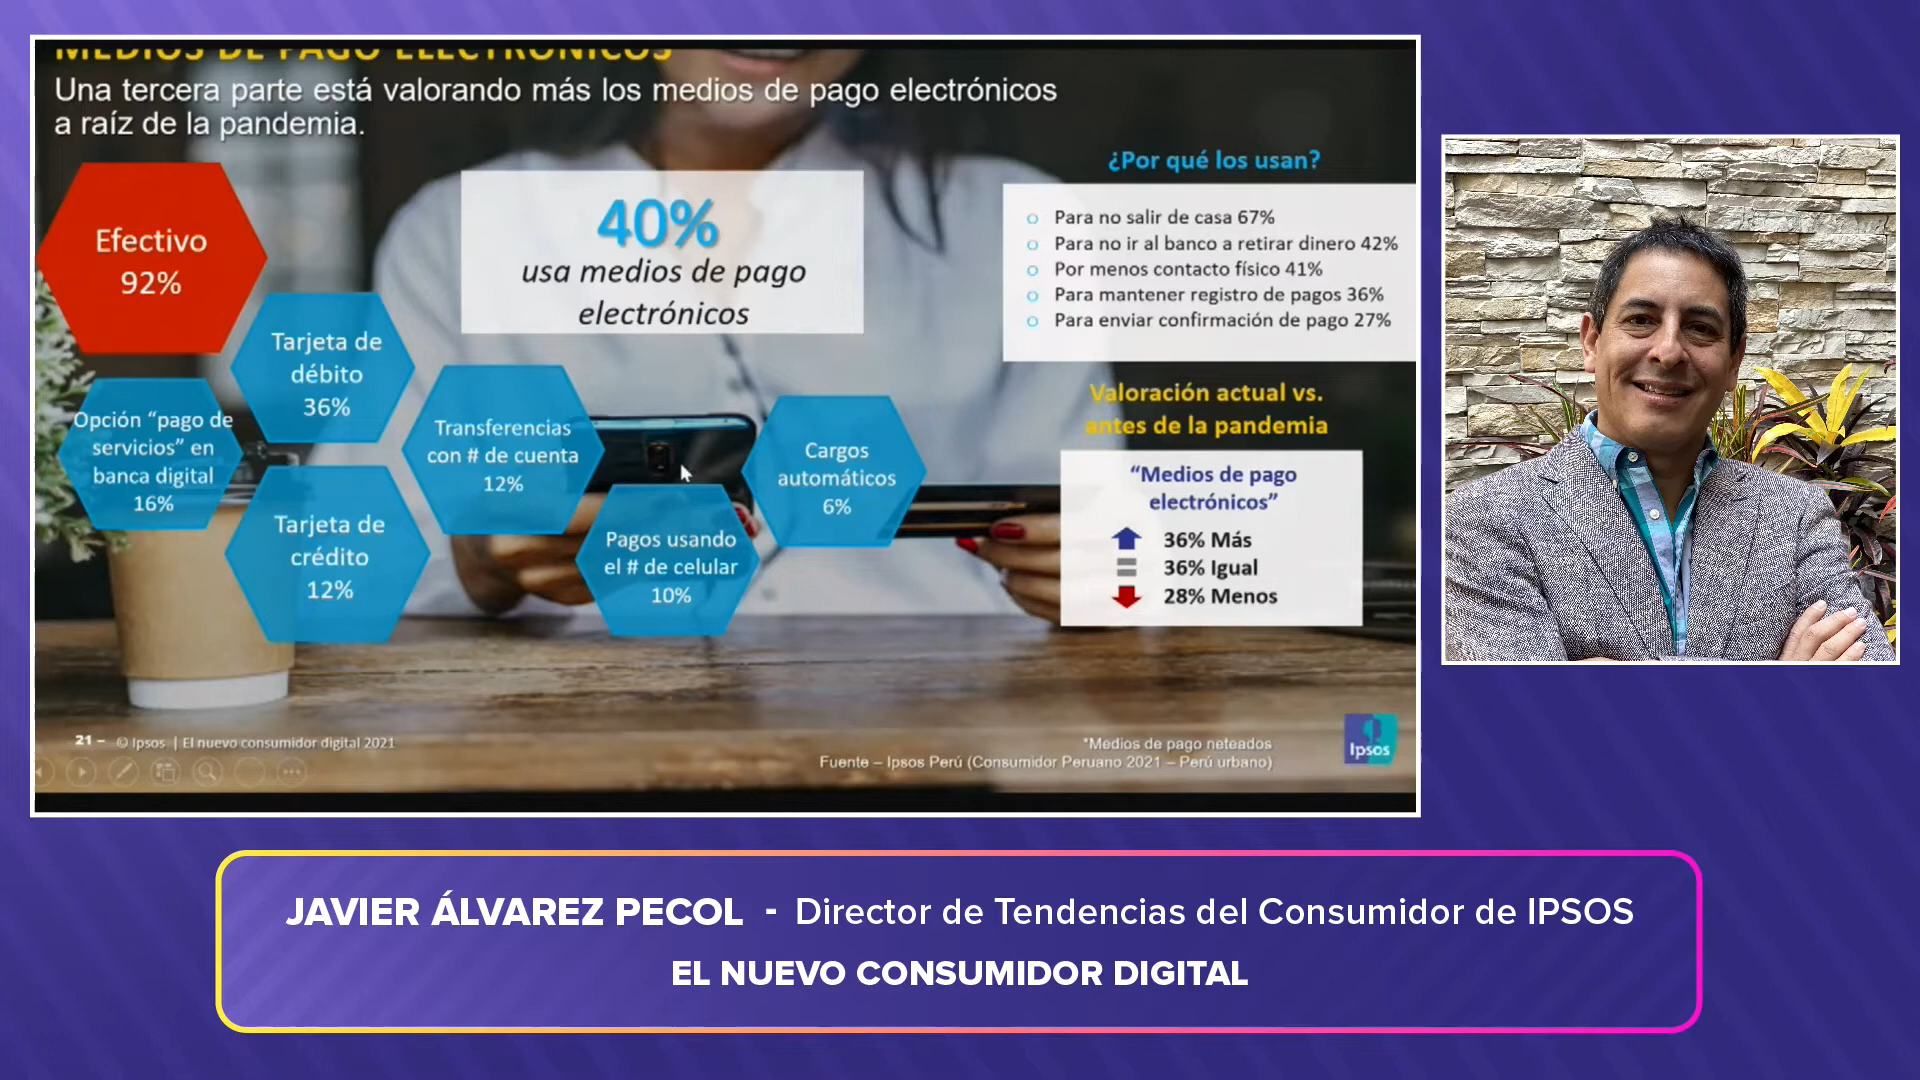 MEDIOS DE PAGO ELECTRÓNICOS
Una tercera parte está valorando más los medios de pago electrónicos
a raíz de la pandemia.
Efectivo
92%
Tarjeta de
débito
36%
Opción “pago de
servicios” en
banca digital
16%
Tarjeta de
crédito
12%
Transferencias
con # de cuenta
12%
Pagos usando
el # de celular
10%
Cargos
automáticos
6%
40%
usa medios de pago
electrónicos
¿Por qué los usan?
Para no salir de casa 67%
Para no ir al banco a retirar dinero 42%
Por menos contacto físico 41%
Para mantener registro de pagos 36%
Para enviar confirmación de pago 27%
Valoración actual vs.
antes de la pandemia
“Medios de pago
electrónicos”
36% Más
36% Igual
28% Menos
21 – © Ipsos | El nuevo consumidor digital 2021
*Medios de pago neteados
Fuente – Ipsos Perú (Consumidor Peruano 2021 – Perú urbano)
Ipsos
JAVIER ÁLVAREZ PECOL - Director de Tendencias del Consumidor de IPSOS
EL NUEVO CONSUMIDOR DIGITAL